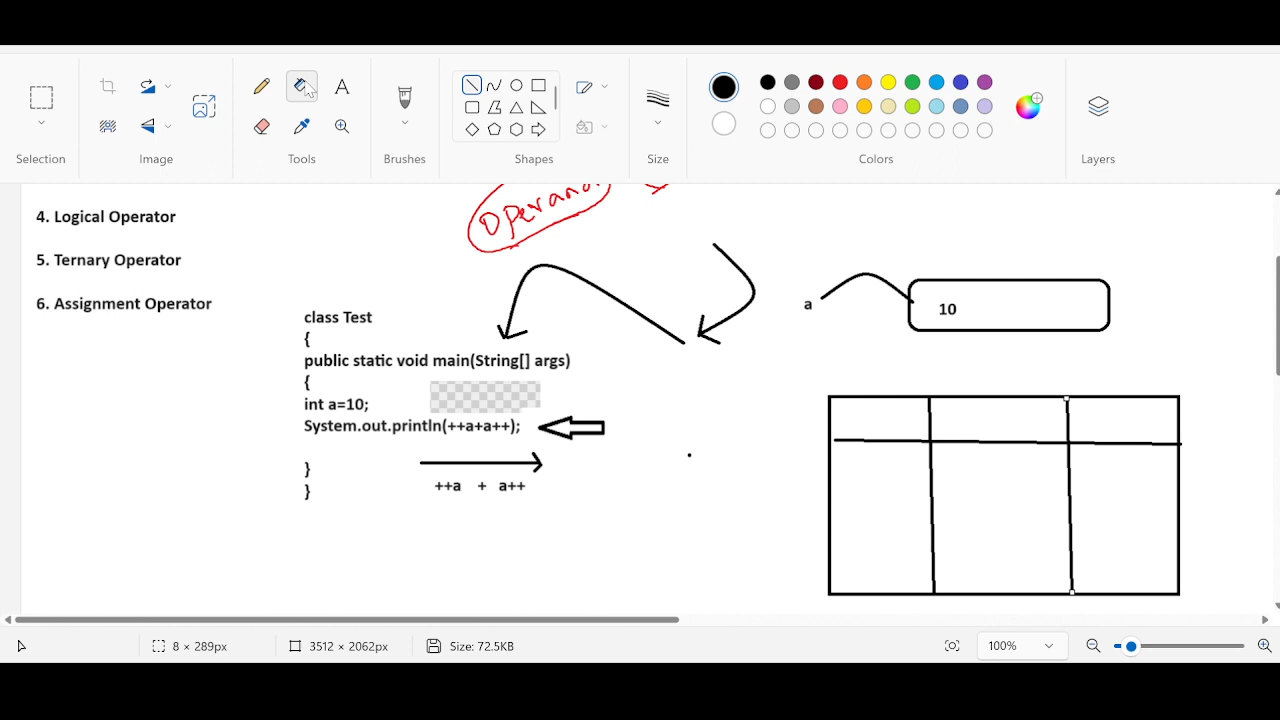 Selection
Image
Tools
Brushes
Shapes
Size
Colors
Layers
4. Logical Operator
5. Ternary Operator
6. Assignment Operator
class Test
{
public static void main(String[] args)
{
int a=10;
System.out.println(++a+a++);
}
}
++a + a++
a
10
8 × 289px
3512 × 2062px
Size: 72.5KB
100%